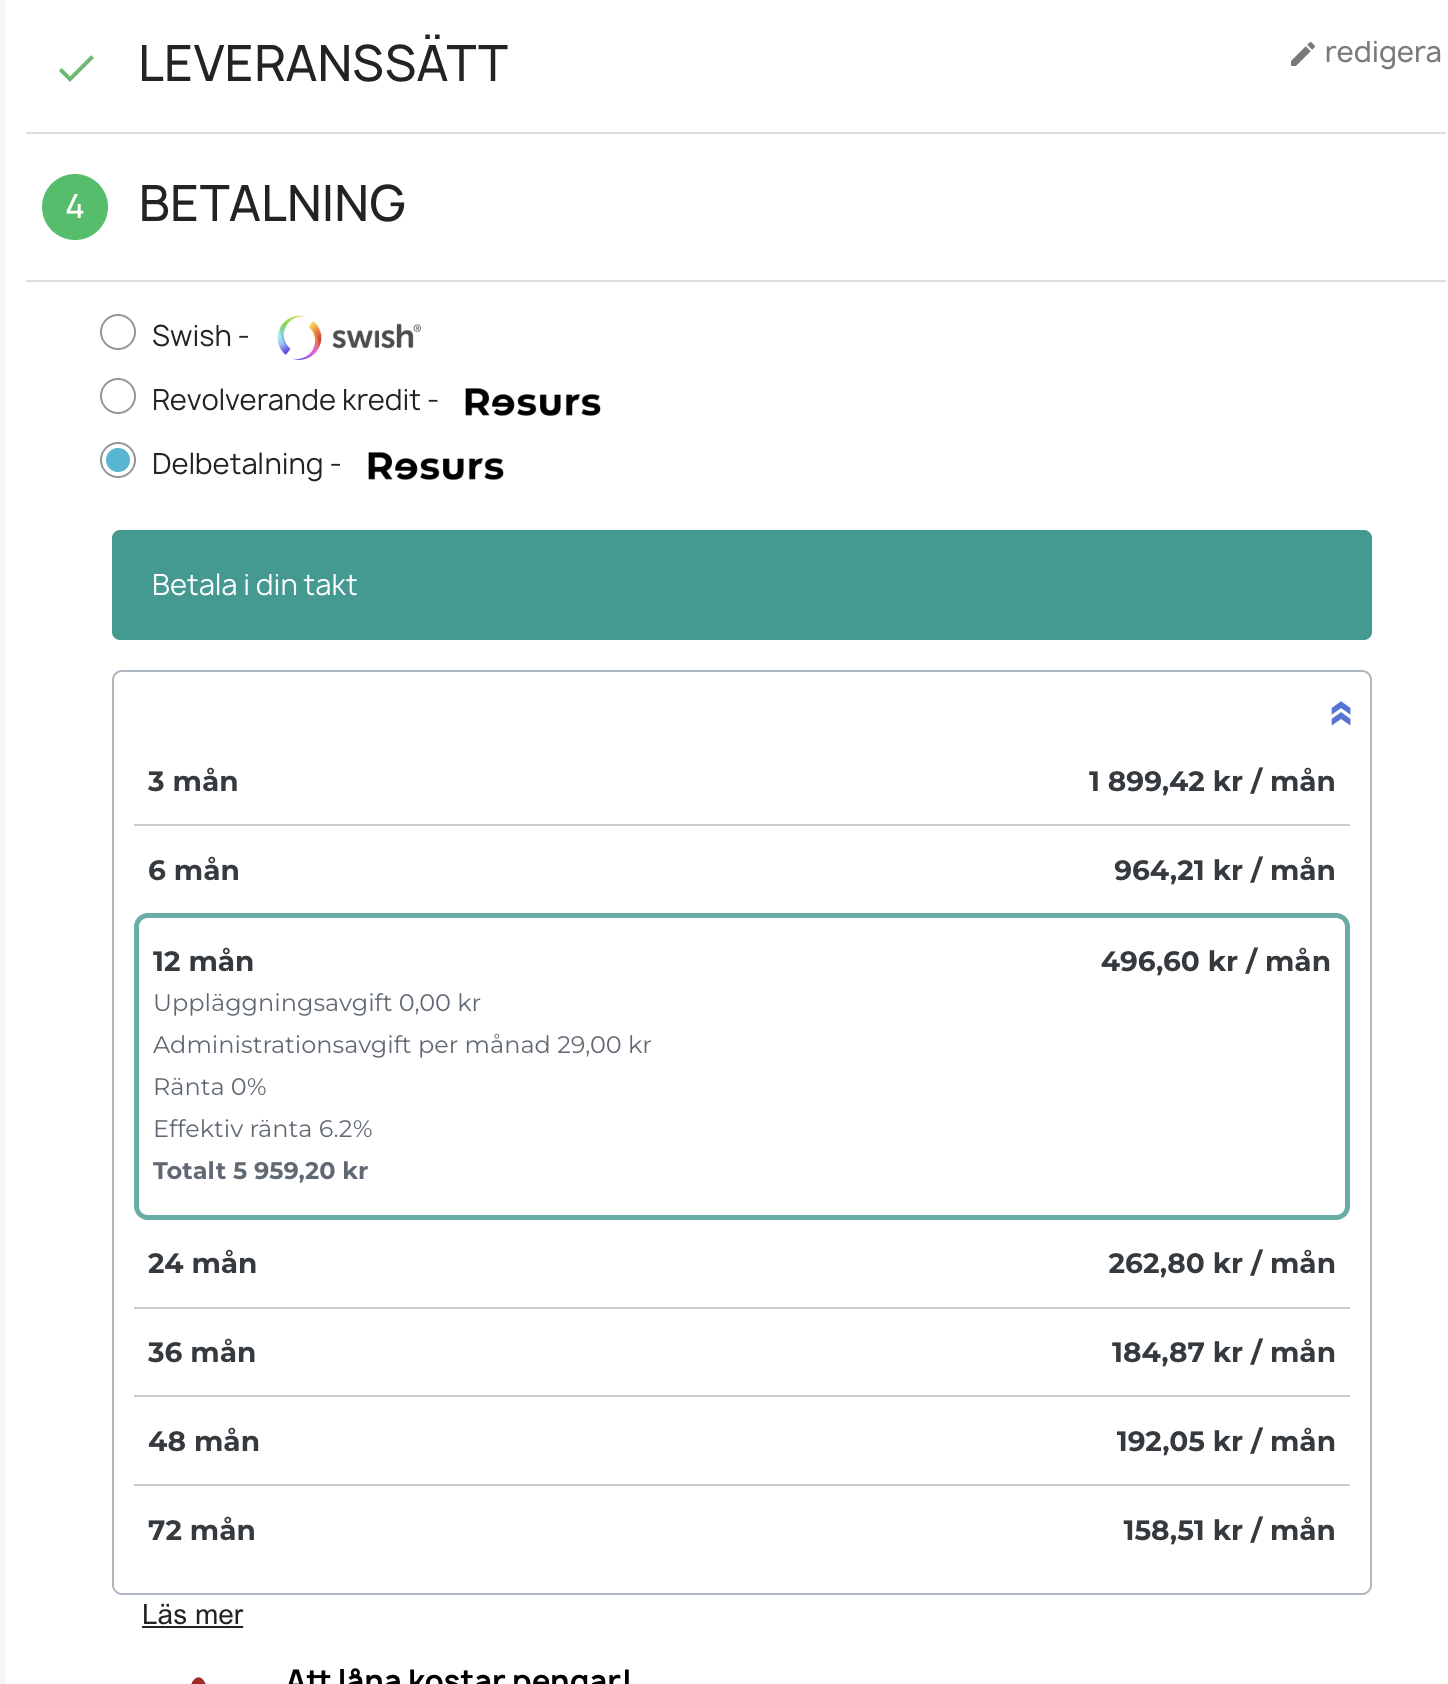 LEVERANSSÄTT
redigera
4 BETALNING
Swish - swish®
Revolverande kredit - Resurs
Delbetalning - Resurs
Betala i din takt
3 mån 1 899,42 kr / mån
6 mån 964,21 kr / mån
12 mån 496,60 kr / mån
Uppläggningsavgift 0,00 kr
Administrationsavgift per månad 29,00 kr
Ränta 0%
Effektiv ränta 6.2%
Totalt 5 959,20 kr
24 mån 262,80 kr / mån
36 mån 184,87 kr / mån
48 mån 192,05 kr / mån
72 mån 158,51 kr / mån
Läs mer
Att låna kostar pengar!